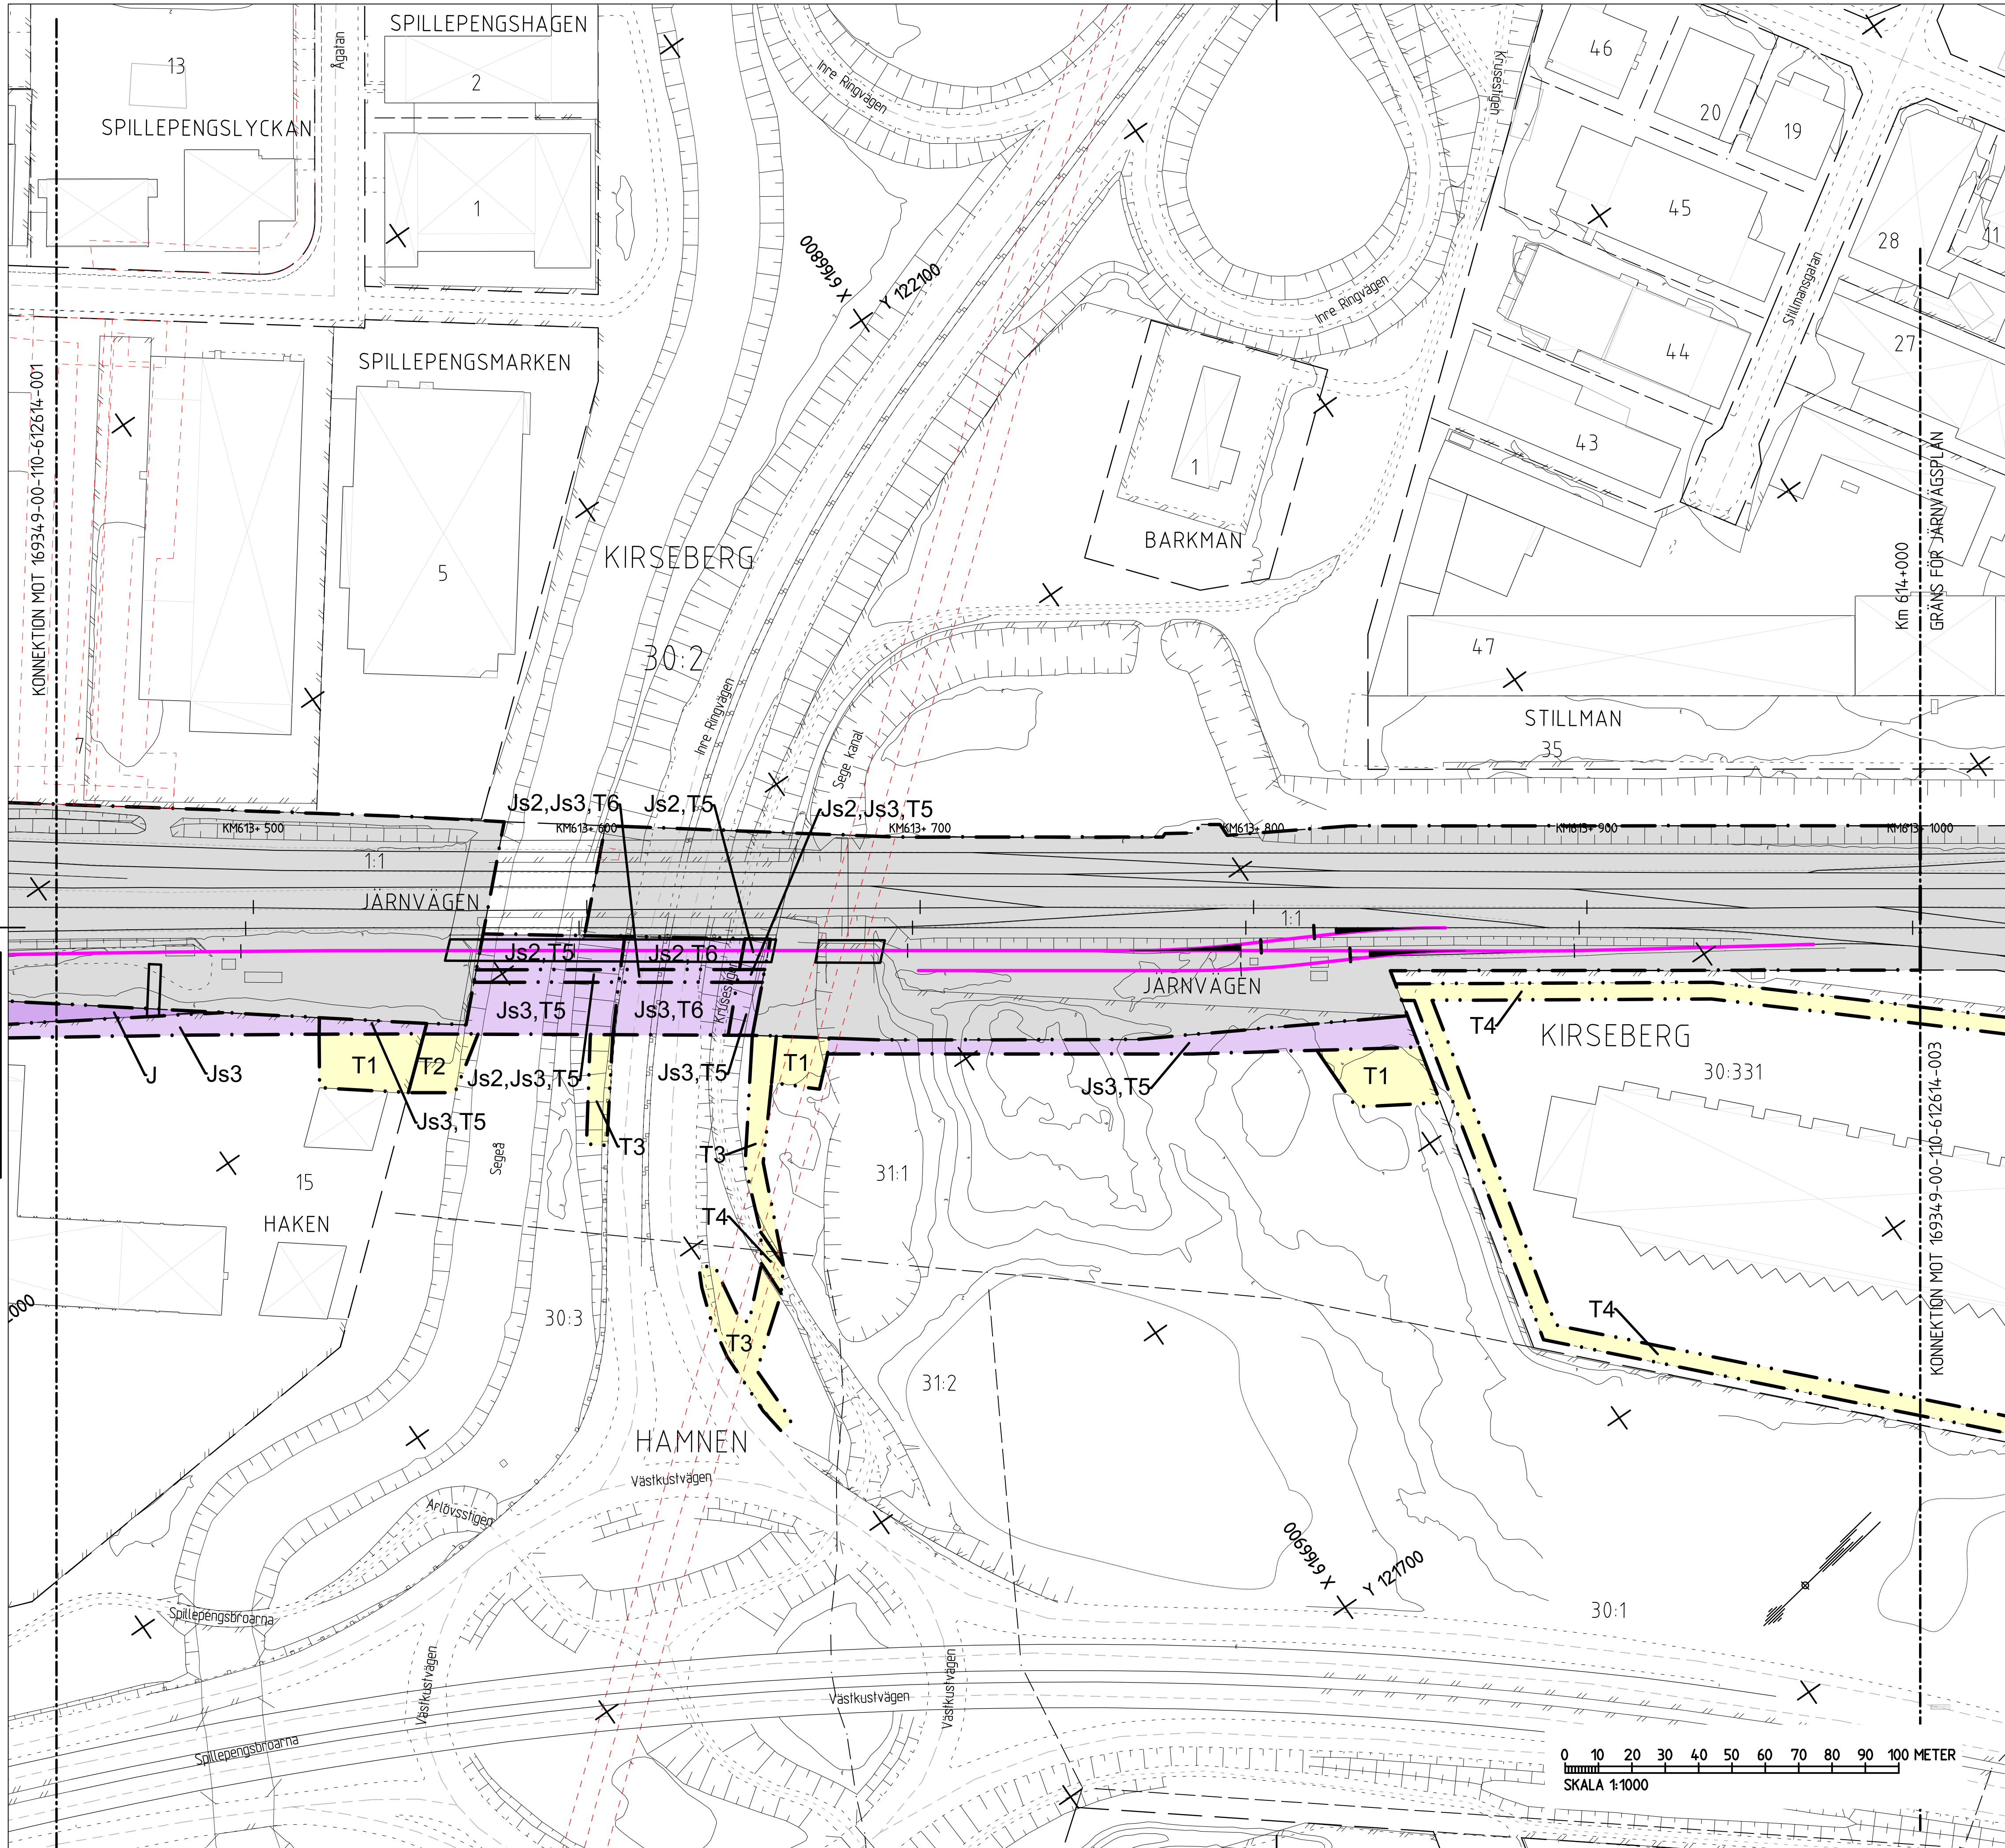 SPILLEPENGSHAGEN
13
Ågatan
2
Inre Ringvägen
Krusestigen
46
20
19
SPILLEPENGSLYCKAN
1
45
28
11
X 6166800
Y 122100
Inre Ringvägen
Stillmansgatan
44
27
SPILLEPENGSMARKEN
KONNEKTION MOT 169349-00-110-612614-001
43
1
BARKMAN
5
KIRSEBERG
Km 614+000
GRÄNS FÖR JÄRNVÄGSPLAN
30:2
47
Inre Ringvägen
STILLMAN
7
Sege kanal
35
Js2,Js3,T6
Js2,T5
Js2,Js3,T5
KM613+ 500
KM613+ 600
KM613+ 700
KM613+ 800
KM613+ 900
KM613+ 1000
1:1
JÄRNVÄGEN
1:1
Js2,T5
Js2,T6
Krusestigen
JÄRNVÄGEN
Js3,T5
Js3,T6
T4
KIRSEBERG
T1
T2
J
Js3
Js2,Js3,T5
Js3,T5
T1
Js3,T5
T1
30:331
Js3,T5
T3
T3
Segeå
31:1
15
HAKEN
T4
KONNEKTION MOT 169349-00-110-612614-003
000
30:3
T3
T4
31:2
HAMNEN
Västkustvägen
Arlövsstigen
X 6166900
Y 121700
Spillepengsbroarna
30:1
Västkustvägen
Västkustvägen
Västkustvägen
Spillepengsbroarna
0 10 20 30 40 50 60 70 80 90 100 METER
SKALA 1:1000